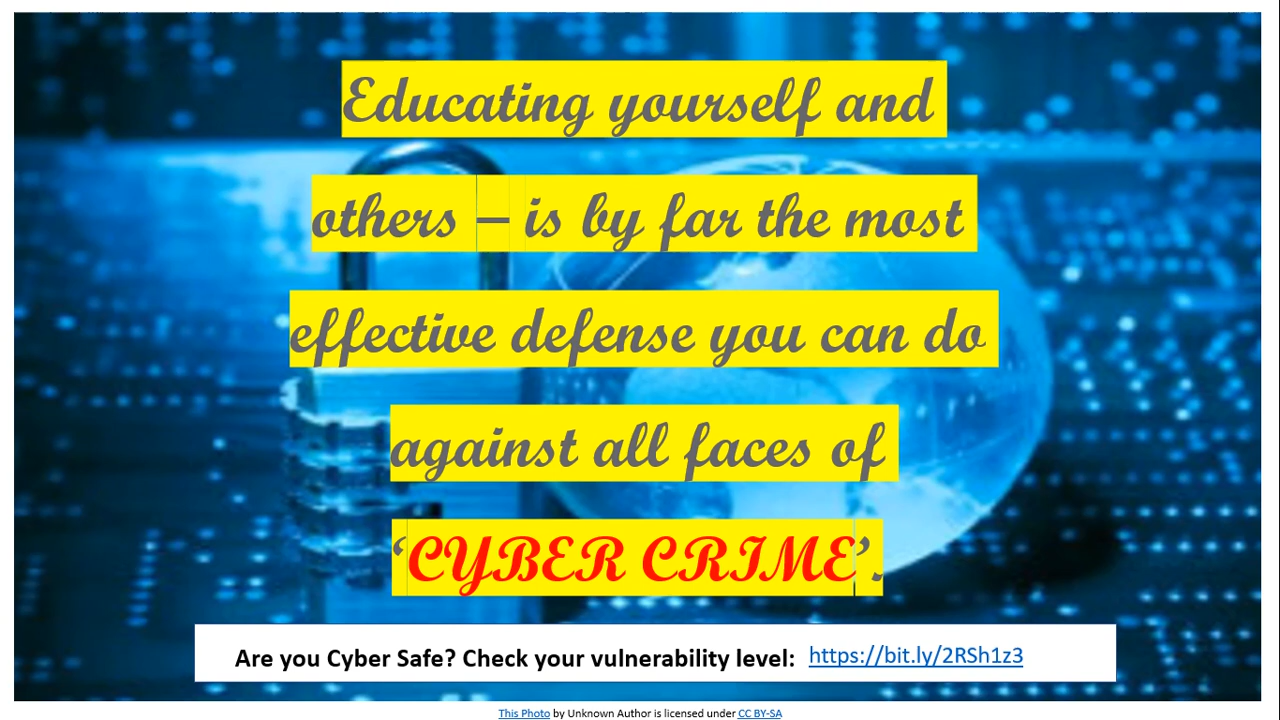 Educating yourself and
others – is by far the most
effective defense you can do
against all faces of
‘CYBER CRIME’.
Are you Cyber Safe? Check your vulnerability level: https://bit.ly/2RSh1z3
This Photo by Unknown Author is licensed under CC BY-SA